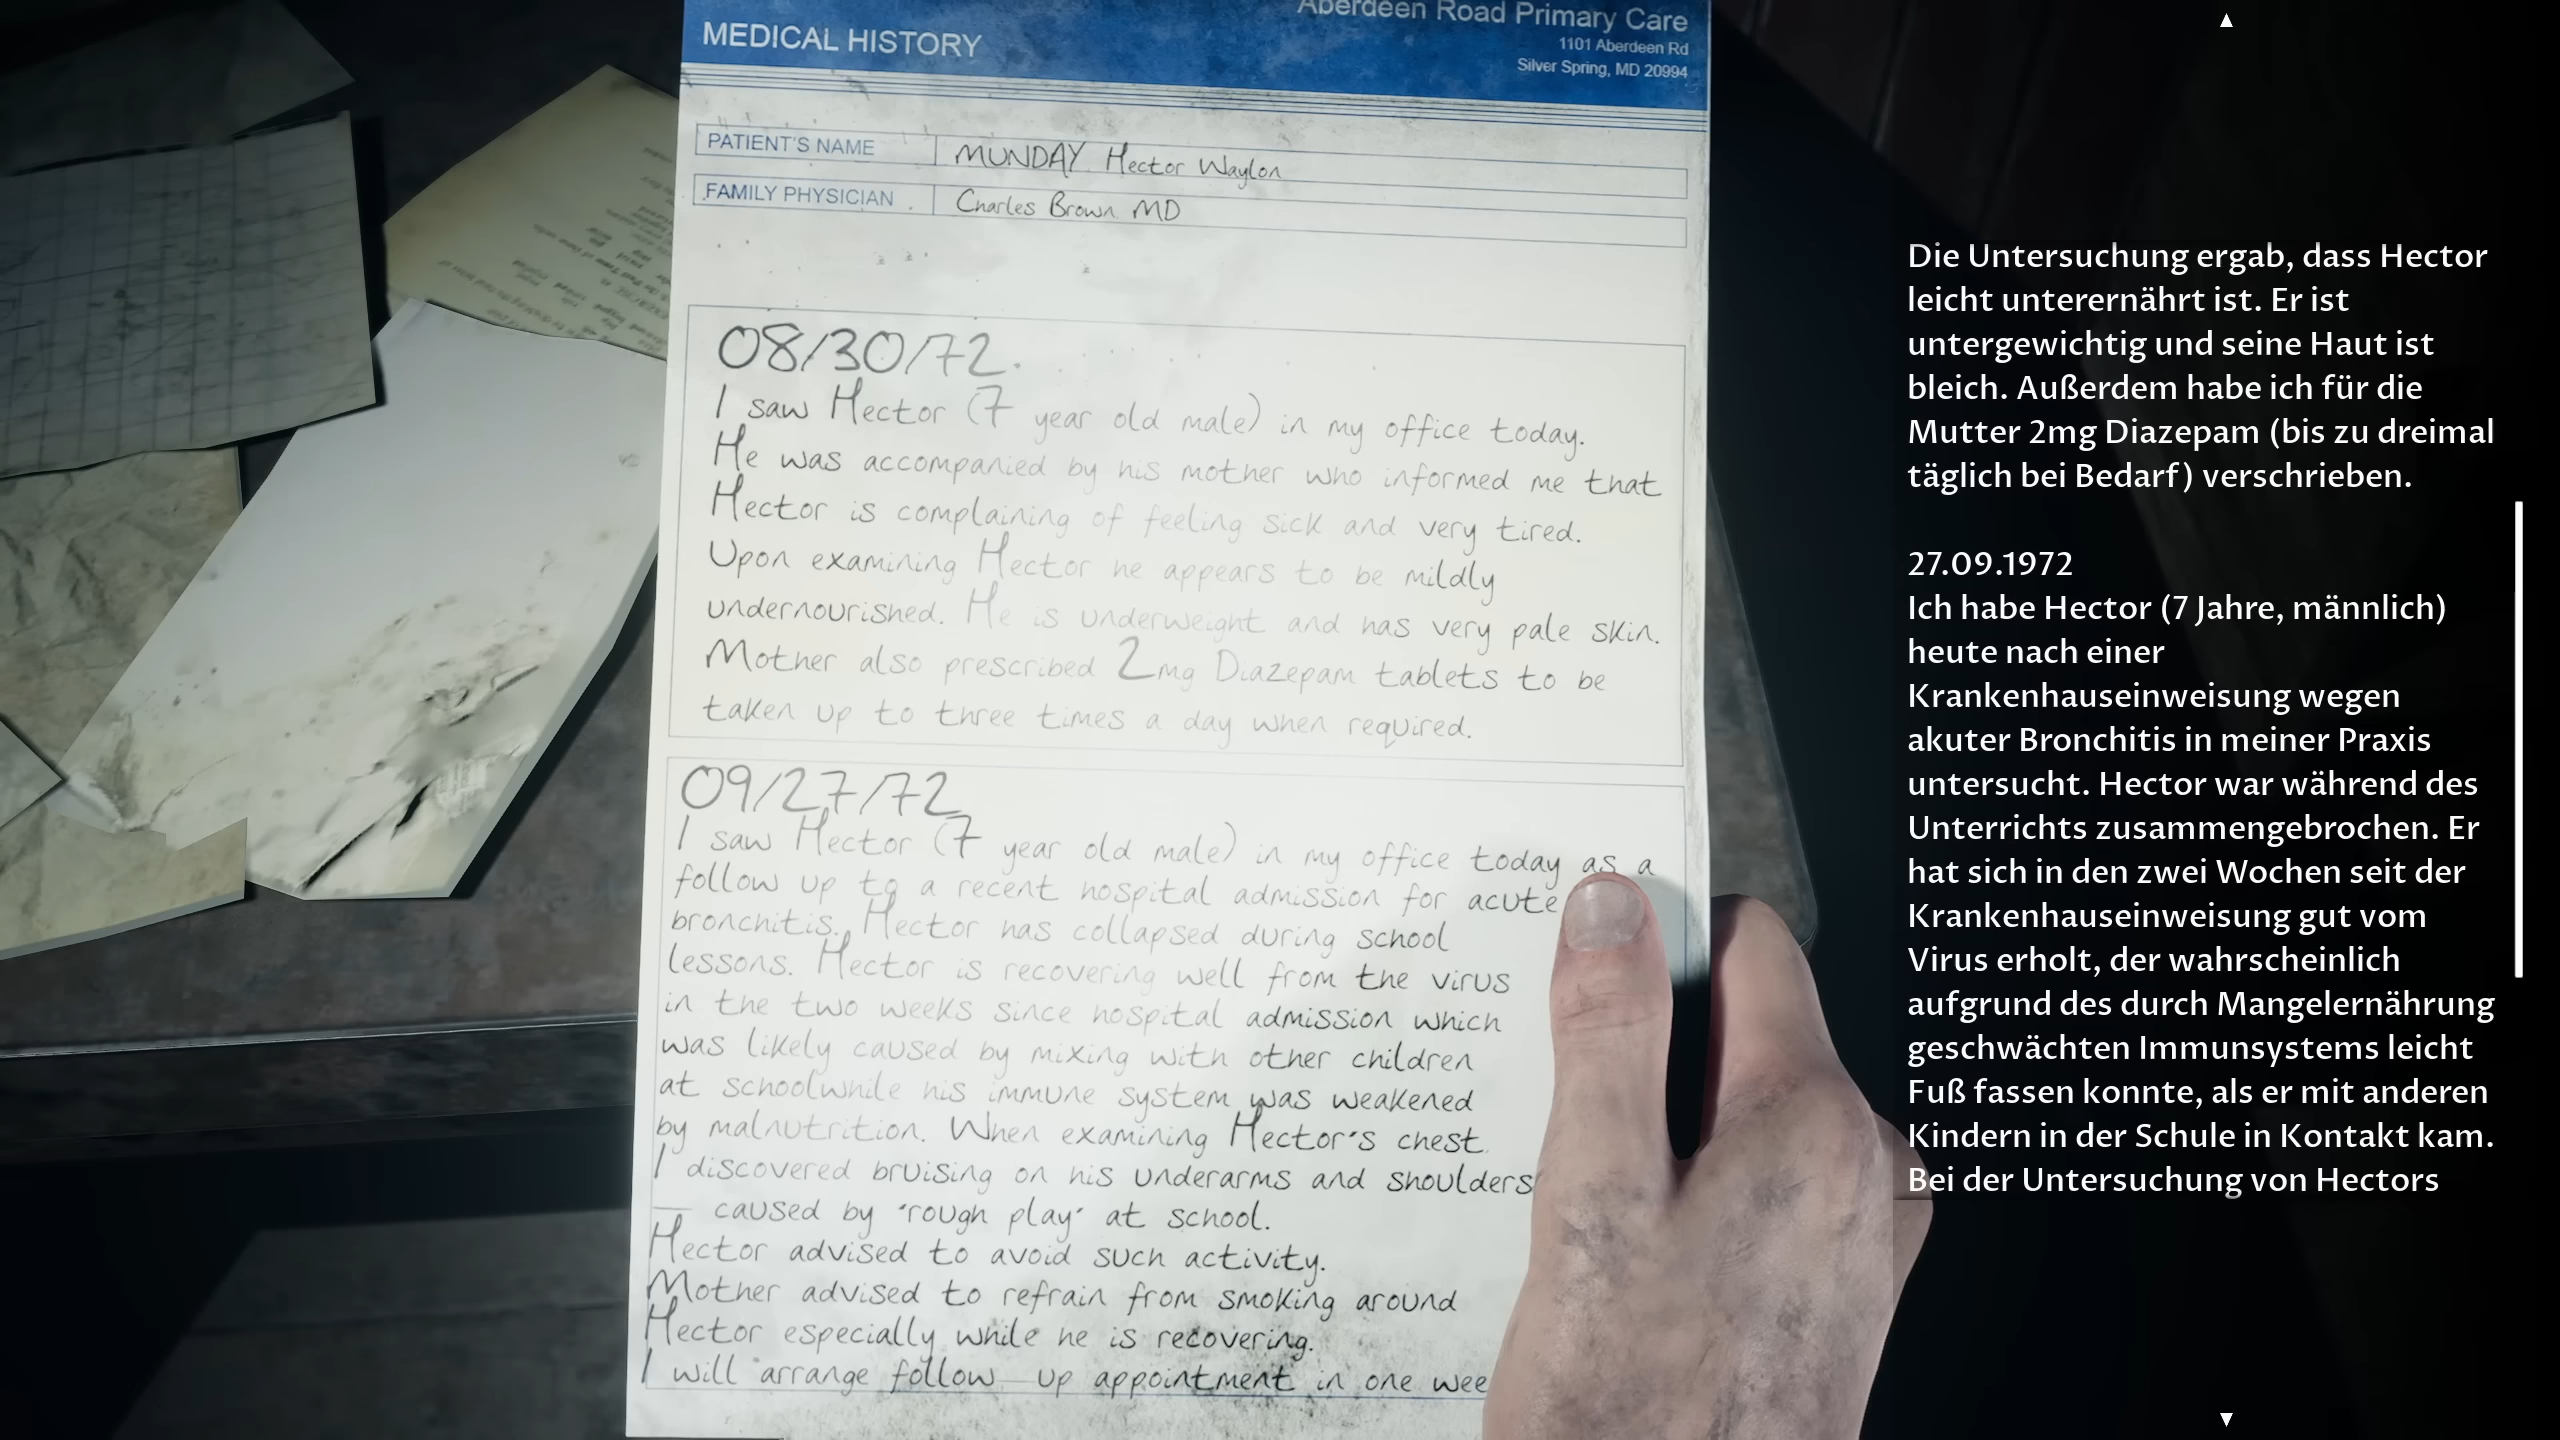 Aberdeen Road Primary Care
MEDICAL HISTORY
1101 Aberdeen Rd
Silver Spring, MD 20994
PATIENT'S NAME
MUNDAY Hector Waylon
FAMILY PHYSICIAN
Charles Brown MD
08/30/72.
I saw Hector (7 year old male) in my office today.
He was accompanied by his mother who informed me that
Hector is complaining of feeling sick and very tired.
Upon examining Hector he appears to be mildly
undernourished. He is underweight and has very pale skin.
Mother also prescribed 2mg Diazepam tablets to be
taken up to three times a day when required.
09/27/72
I saw Hector (7 year old male) in my office today as a
follow up to a recent hospital admission for acute
bronchitis. Hector has collapsed during school
lessons. Hector is recovering well from the virus
in the two weeks since hospital admission which
was likely caused by mixing with other children
at schoolwhile his immune system was weakened
by malnutrition. When examining Hector's chest.
I discovered bruising on his underarms and shoulders
— caused by 'rough play' at school.
Hector advised to avoid such activity.
Mother advised to refrain from smoking around
Hector especially while he is recovering.
I will arrange follow up appointment in one wee
Die Untersuchung ergab, dass Hector
leicht unterernährt ist. Er ist
untergewichtig und seine Haut ist
bleich. Außerdem habe ich für die
Mutter 2mg Diazepam (bis zu dreimal
täglich bei Bedarf) verschrieben.
27.09.1972
Ich habe Hector (7 Jahre, männlich)
heute nach einer
Krankenhauseinweisung wegen
akuter Bronchitis in meiner Praxis
untersucht. Hector war während des
Unterrichts zusammengebrochen. Er
hat sich in den zwei Wochen seit der
Krankenhauseinweisung gut vom
Virus erholt, der wahrscheinlich
aufgrund des durch Mangelernährung
geschwächten Immunsystems leicht
Fuß fassen konnte, als er mit anderen
Kindern in der Schule in Kontakt kam.
Bei der Untersuchung von Hectors